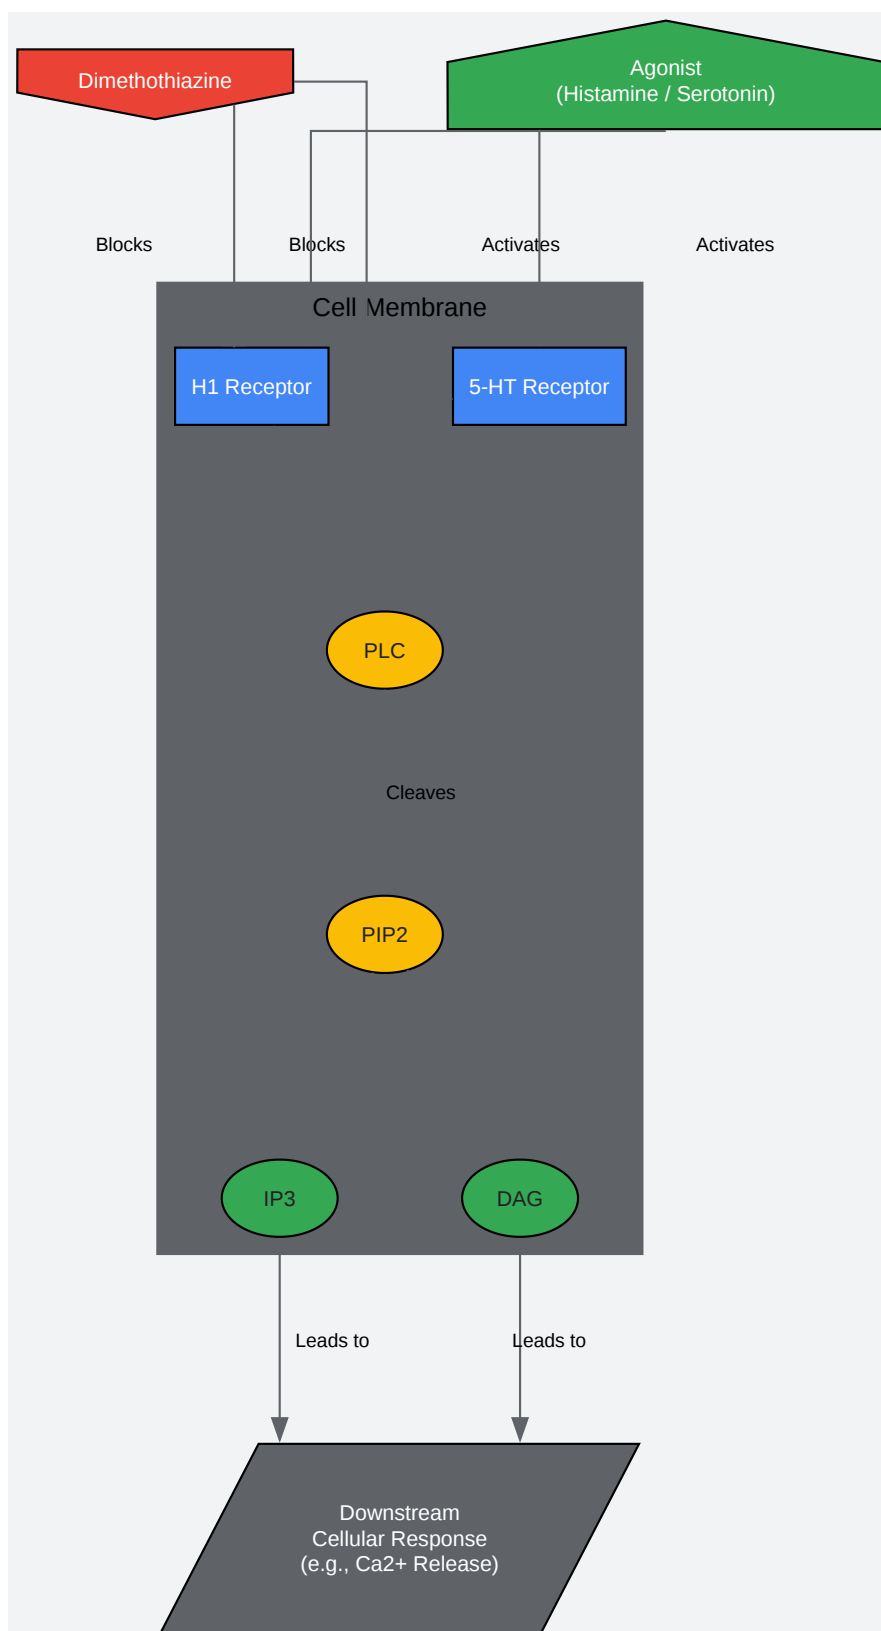 Dimethothiazine
Agonist
(Histamine / Serotonin)
Blocks
Blocks
Activates
Activates
Cell Membrane
H1 Receptor
5-HT Receptor
PLC
Cleaves
PIP2
IP3
DAG
Leads to
Leads to
Downstream
Cellular Response
(e.g., Ca2+ Release)